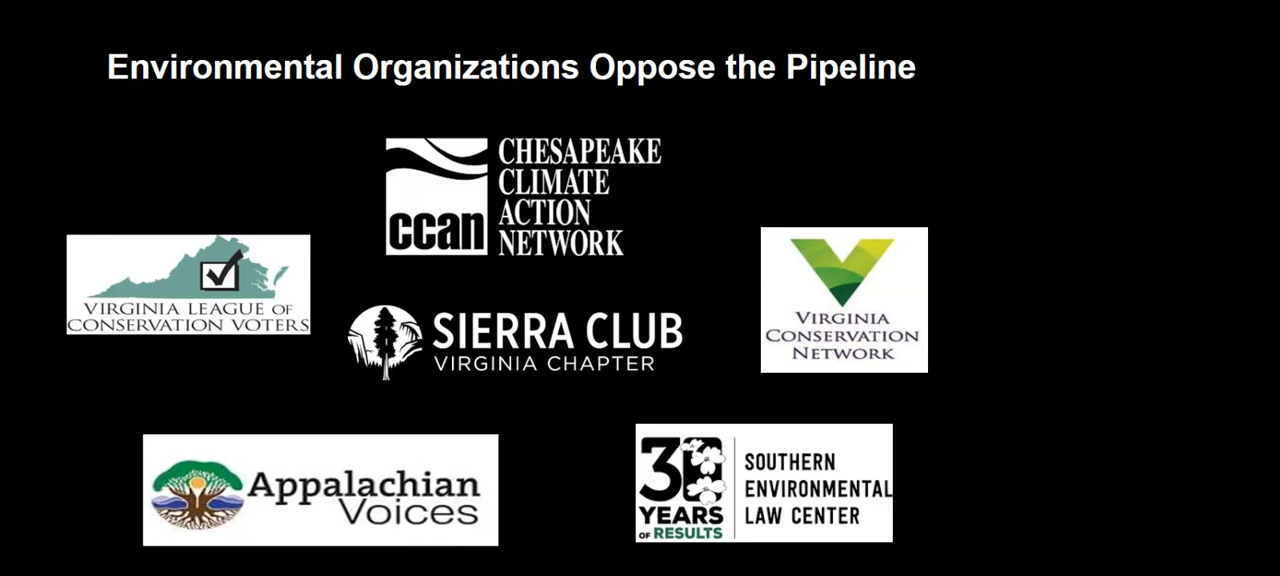 Environmental Organizations Oppose the Pipeline
ccan
CHESAPEAKE
CLIMATE
ACTION
NETWORK
VIRGINIA LEAGUE OF
CONSERVATION VOTERS
SIERRA CLUB
VIRGINIA CHAPTER
VIRGINIA
CONSERVATION
NETWORK
Appalachian
Voices
30
YEARS
OF RESULTS
SOUTHERN
ENVIRONMENTAL
LAW CENTER